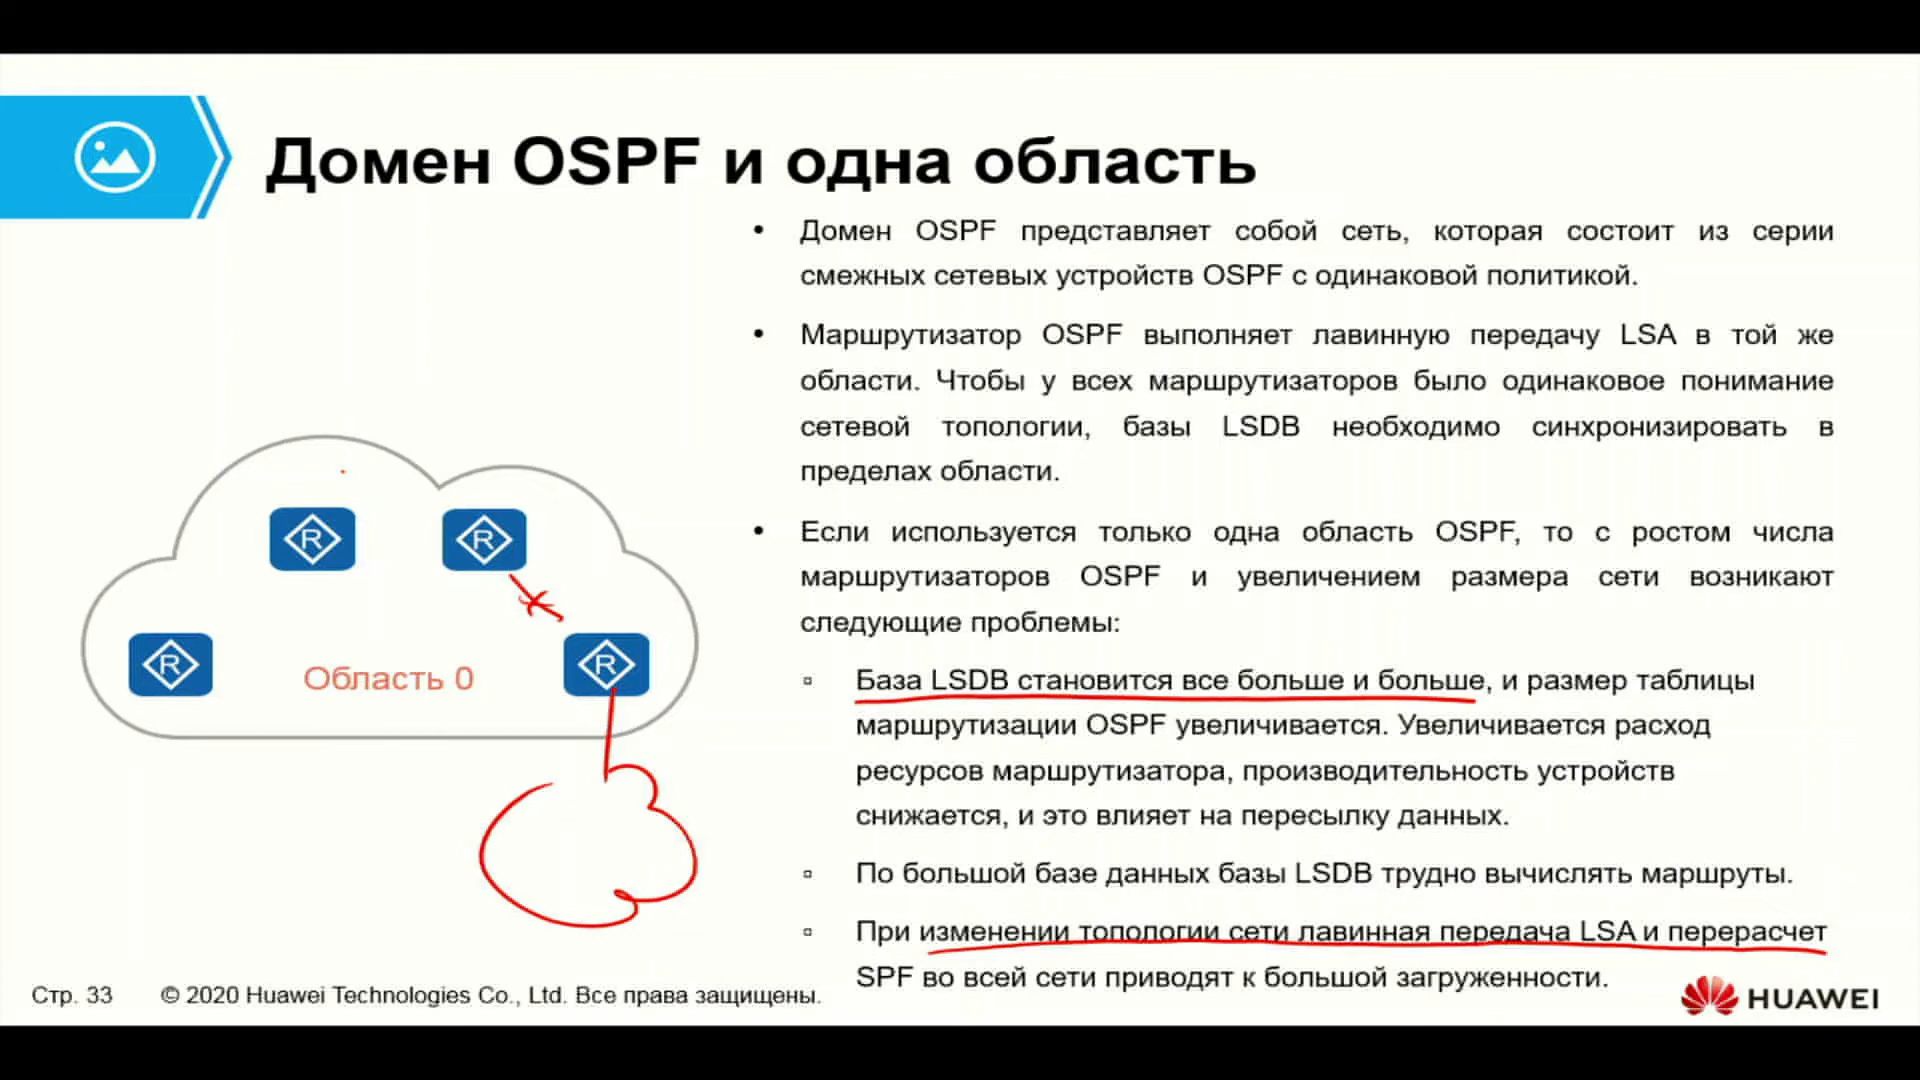 Домен OSPF и одна область
• Домен OSPF представляет собой сеть, которая состоит из серии
смежных сетевых устройств OSPF с одинаковой политикой.
• Маршрутизатор OSPF выполняет лавинную передачу LSA в той же
области. Чтобы у всех маршрутизаторов было одинаковое понимание
сетевой топологии, базы LSDB необходимо синхронизировать в
пределах области.
• Если используется только одна область OSPF, то с ростом числа
маршрутизаторов OSPF и увеличением размера сети возникают
следующие проблемы:
▫ База LSDB становится все больше и больше, и размер таблицы
маршрутизации OSPF увеличивается. Увеличивается расход
ресурсов маршрутизатора, производительность устройств
снижается, и это влияет на пересылку данных.
▫ По большой базе данных базы LSDB трудно вычислять маршруты.
▫ При изменении топологии сети лавинная передача LSA и перерасчет
SPF во всей сети приводят к большой загруженности.
R
R
R
Область 0
R
Стр. 33
© 2020 Huawei Technologies Co., Ltd. Все права защищены.
HUAWEI